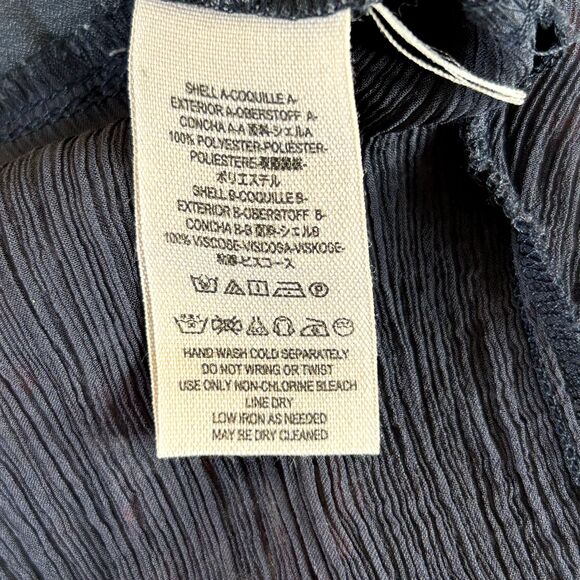 SHELL A-COQUILLE A-
EXTERIOR A-OBERSTOFF A-
CONCHA A-A 面料-シェルA
100% POLYESTER-POLIESTER-
POLIESTERE-聚酯纖維-
ポリエステル
SHELL B-COQUILLE B-
EXTERIOR B-OBERSTOFF B-
CONCHA B-B 面料-シェルB
100% VISCOSE-VISCOSA-VISKOSE-
粘膠-ビスコース
HAND WASH COLD SEPARATELY
DO NOT WRING OR TWIST
USE ONLY NON-CHLORINE BLEACH
LINE DRY
LOW IRON AS NEEDED
MAY BE DRY CLEANED